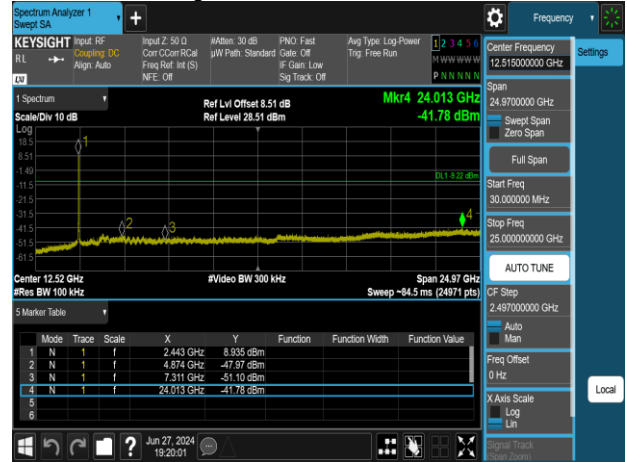 Spectrum Analyzer 1
Swept SA
+
Frequency
KEYSIGHT
R L
LXI
Input: RF
Coupling: DC
Align: Auto
Input Z: 50 Ω
Corr CCorr RCal
Freq Ref: Int (S)
NFE: Off
#Atten: 30 dB
µW Path: Standard
PNO: Fast
Gate: Off
IF Gain: Low
Sig Track: Off
Avg Type: Log-Power
Trig: Free Run
1 2 3 4 5 6
M W W W W W
P N N N N N
Settings
Center Frequency
12.515000000 GHz
Span
24.9700000 GHz
Swept Span
Zero Span
Full Span
Start Freq
30.000000 MHz
Stop Freq
25.000000000 GHz
AUTO TUNE
CF Step
2.497000000 GHz
Auto
Man
Freq Offset
0 Hz
X Axis Scale
Log
Lin
Signal Track
(Span Zoom)
Local
1 Spectrum
Scale/Div 10 dB
Ref Lvl Offset 8.51 dB
Ref Level 28.51 dBm
Mkr4 24.013 GHz
-41.78 dBm
Log
18.5
8.51
-1.49
-11.5
-21.5
-31.5
-41.5
-51.5
-61.5
1
2
3
4
DL1 -9.22 dBm
Center 12.52 GHz
#Res BW 100 kHz
#Video BW 300 kHz
Span 24.97 GHz
Sweep ~84.5 ms (24971 pts)
5 Marker Table
Mode Trace Scale X Y Function Function Width Function Value
1 N 1 f 2.443 GHz 8.935 dBm
2 N 1 f 4.874 GHz -47.97 dBm
3 N 1 f 7.311 GHz -51.10 dBm
4 N 1 f 24.013 GHz -41.78 dBm
5
6
?
Jun 27, 2024
19:20:01